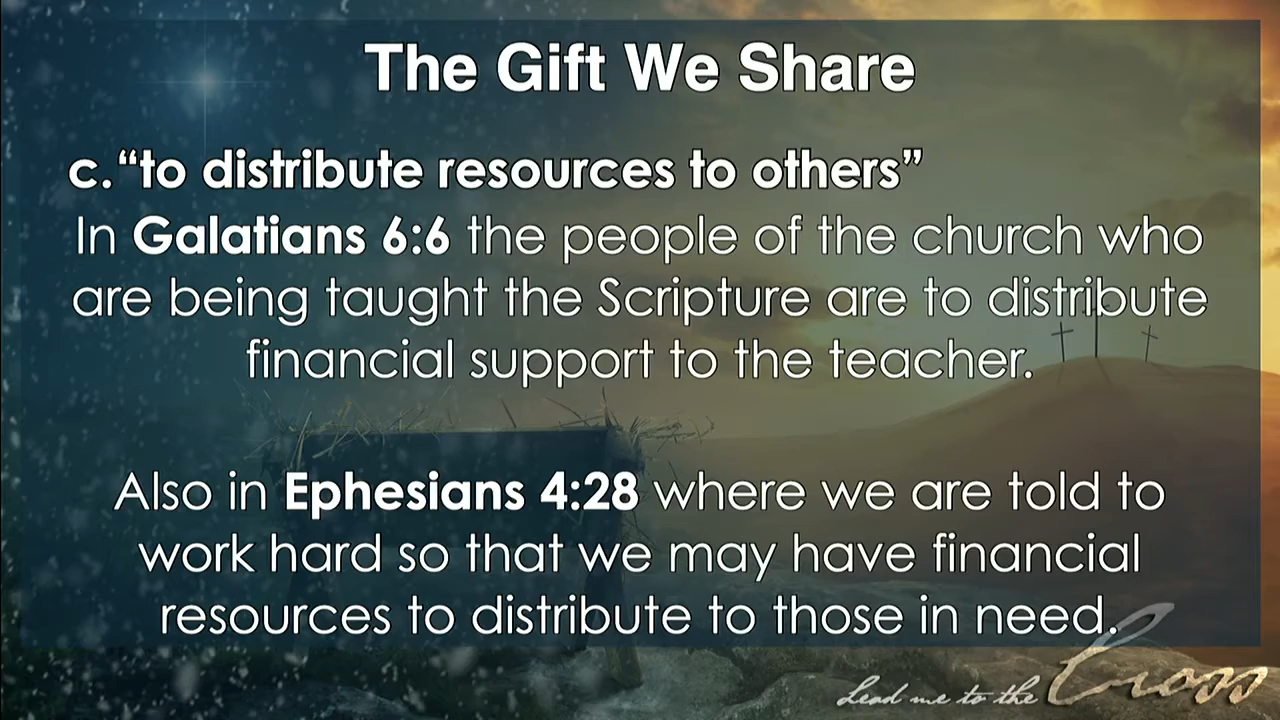 The Gift We Share
c. “to distribute resources to others”
In Galatians 6:6 the people of the church who
are being taught the Scripture are to distribute
financial support to the teacher.
Also in Ephesians 4:28 where we are told to
work hard so that we may have financial
resources to distribute to those in need.
Lead me to the Cross